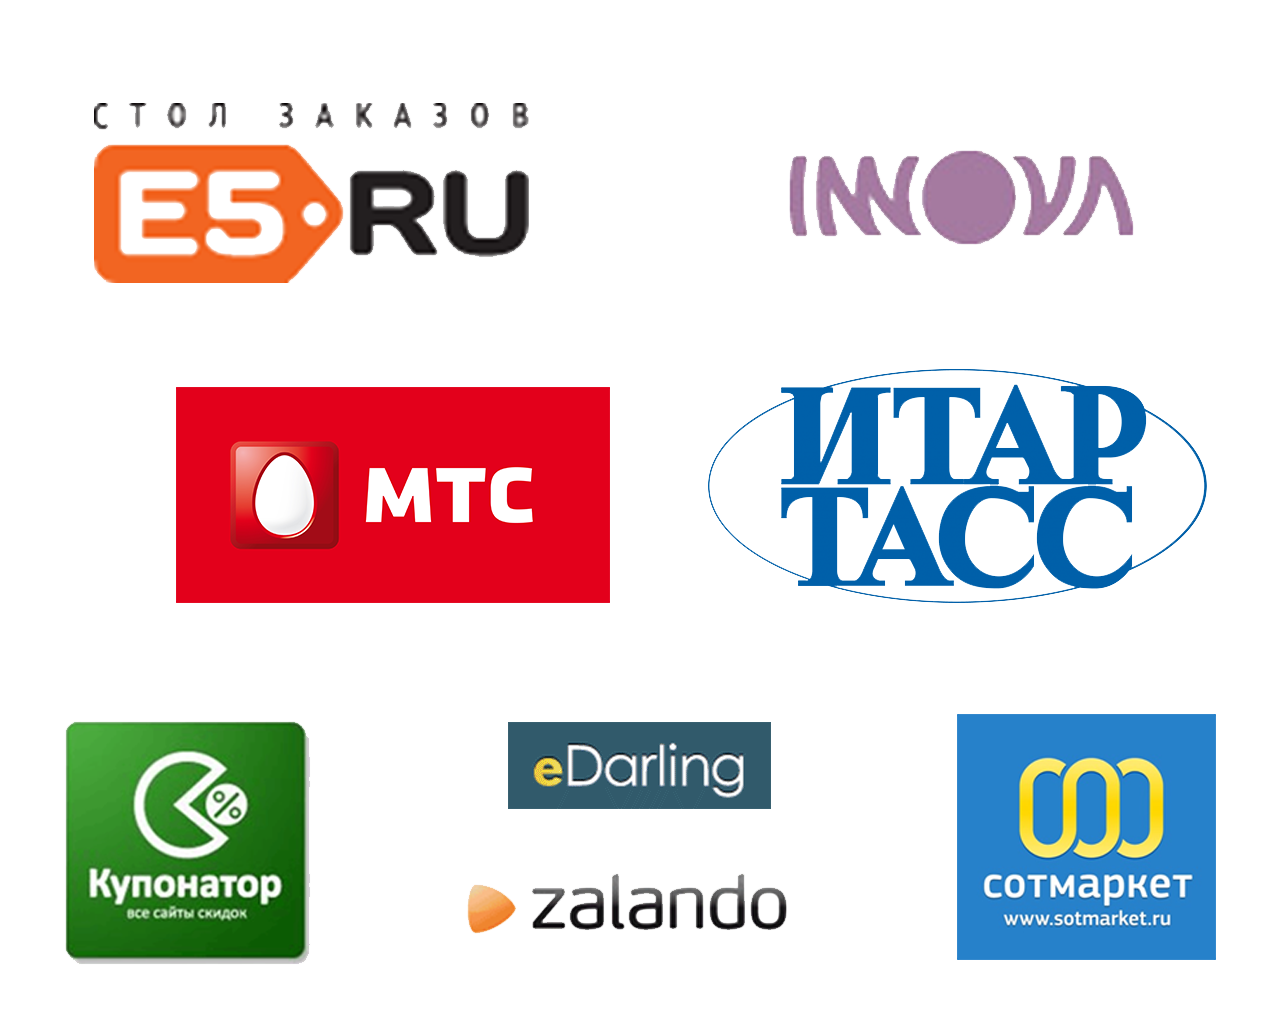 СТОЛ ЗАКАЗОВ
E5.RU
INNOVA
МТС
ИТАР
ТАСС
%
Купонатор
все сайты скидок
eDarling
zalando
сотмаркет
www.sotmarket.ru